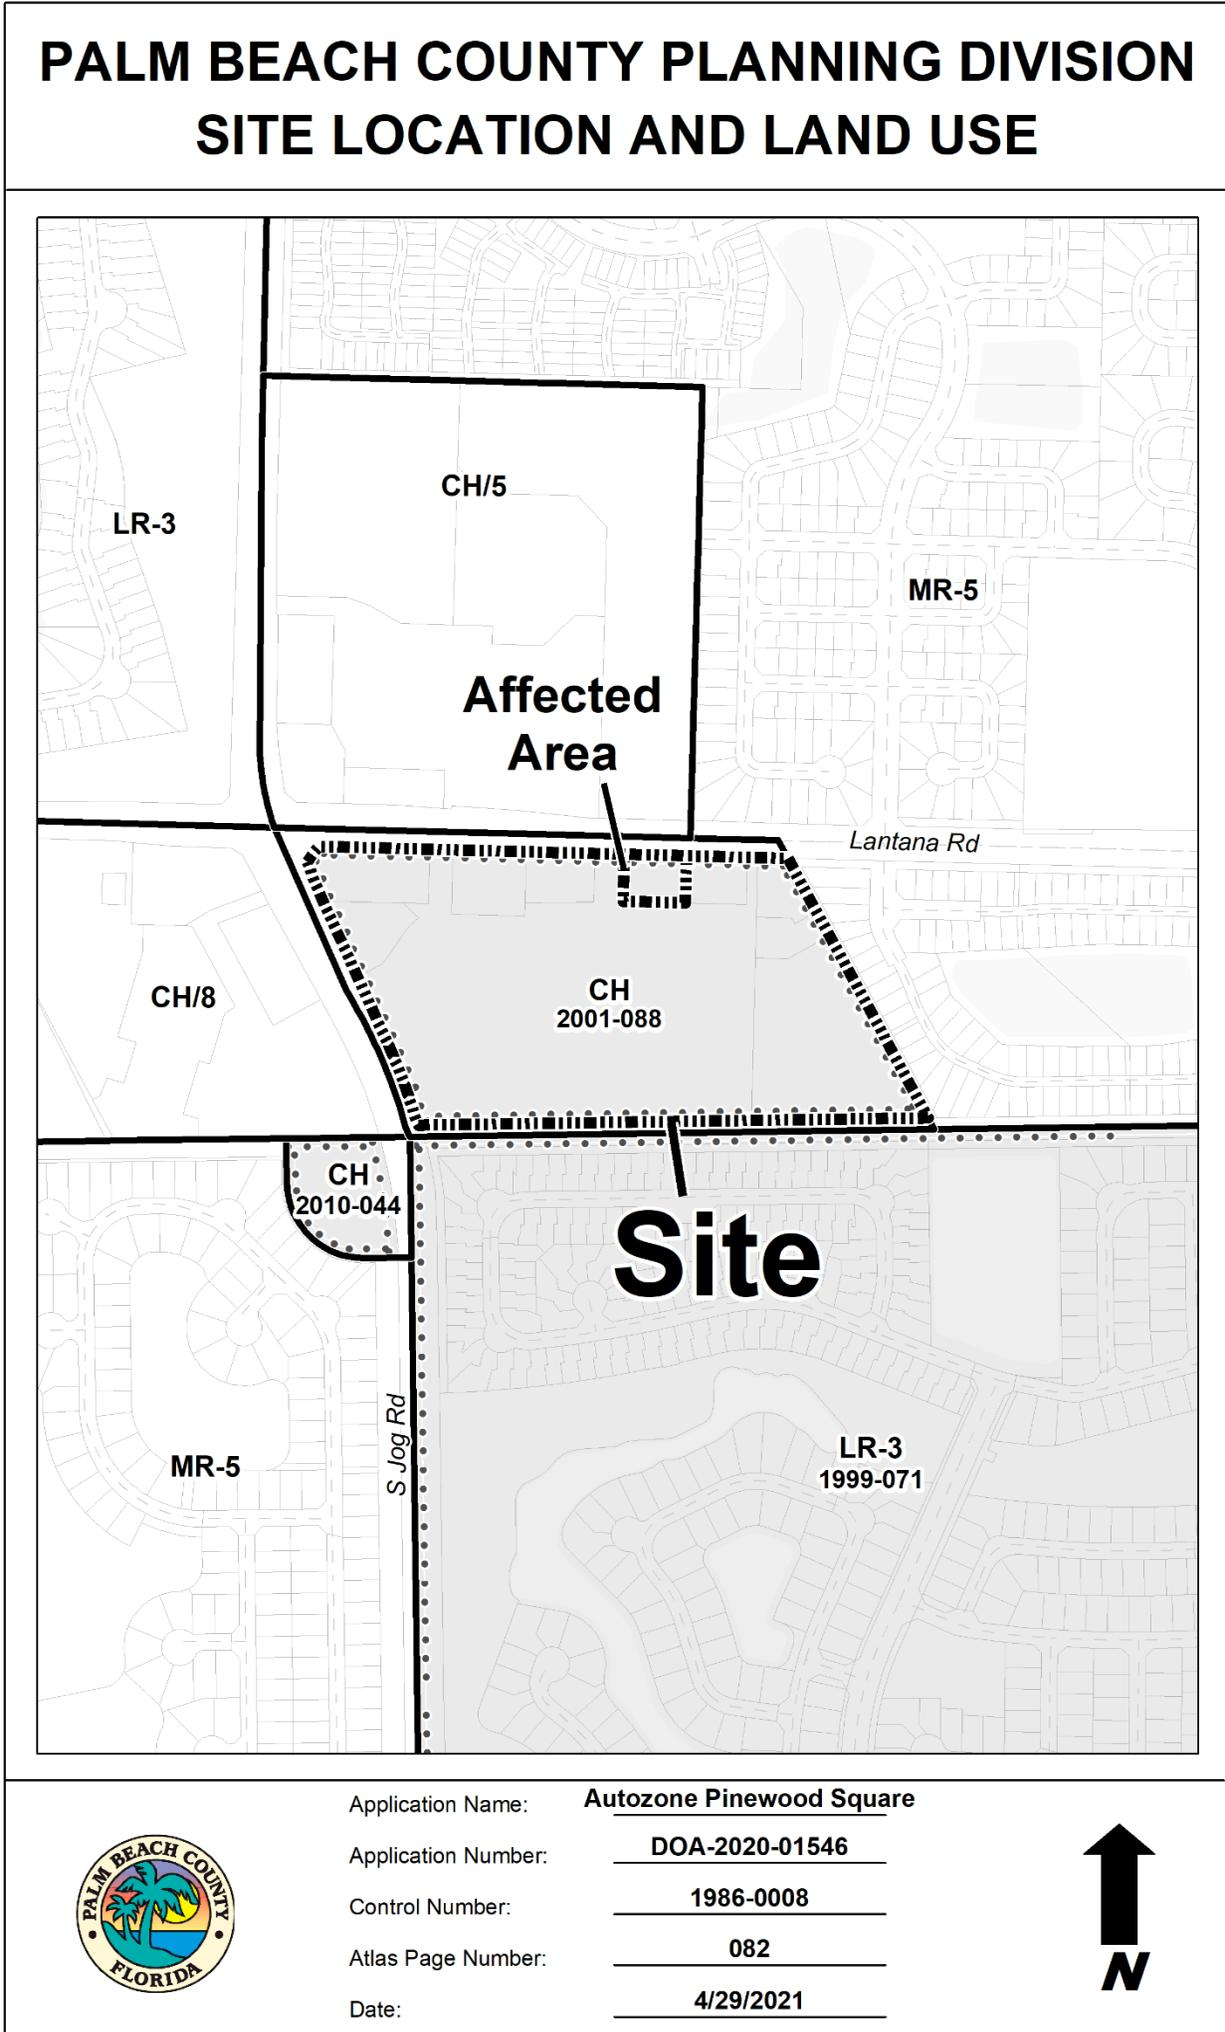 PALM BEACH COUNTY PLANNING DIVISION
SITE LOCATION AND LAND USE
CH/5
LR-3
MR-5
Affected
Area
Lantana Rd
CH/8
CH
2001-088
CH
2010-044
Site
S Jog Rd
LR-3
1999-071
MR-5
Application Name: Autozone Pinewood Square
Application Number: DOA-2020-01546
Control Number: 1986-0008
Atlas Page Number: 082
Date: 4/29/2021
PALM BEACH COUNTY
FLORIDA
N